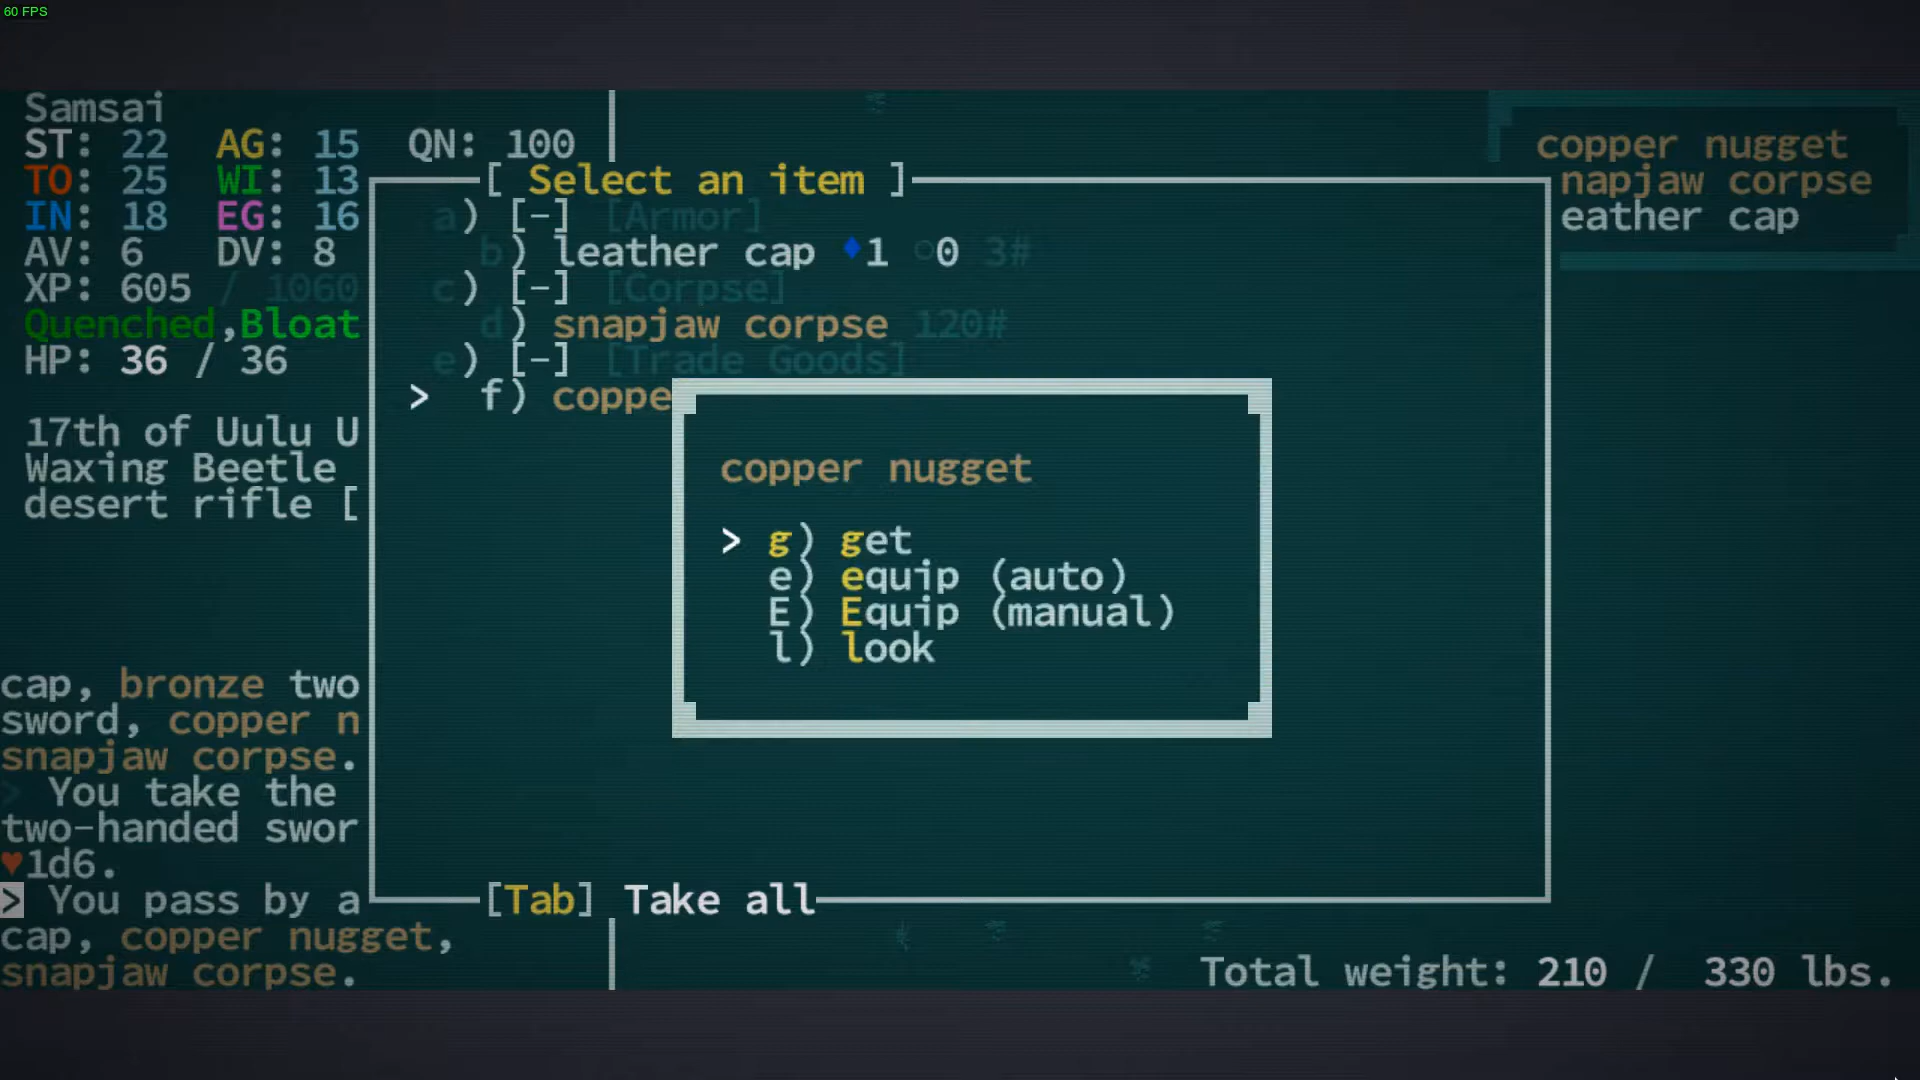 60 FPS
Samsai
ST: 22 AG: 15 QN: 100
TO: 25 WI: 13
IN: 18 EG: 16
AV: 6 DV: 8
XP: 605 / 1060
Quenched,Bloat
HP: 36 / 36
17th of Uulu U
Waxing Beetle
desert rifle [
cap, bronze two
sword, copper n
snapjaw corpse.
> You take the
two-handed swor
♥1d6.
> You pass by a
cap, copper nugget,
snapjaw corpse.
[ Select an item ]
a) [-] [Armor]
b) leather cap ♦1 ○0 3#
c) [-] [Corpse]
d) snapjaw corpse 120#
e) [-] [Trade Goods]
> f) coppe
copper nugget
> g) get
e) equip (auto)
E) Equip (manual)
l) look
[Tab] Take all
copper nugget
napjaw corpse
eather cap
Total weight: 210 / 330 lbs.